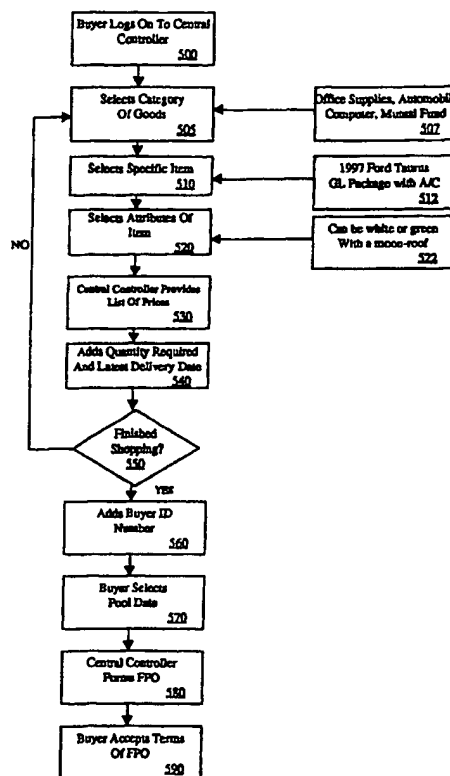 Buyer Logs On To Central
Controller
500
Selects Category
Of Goods
505
Office Supplies, Automobile
Computer, Mutual Fund
507
Selects Specific Item
510
1997 Ford Taurus
GL Package with A/C
512
Selects Attributes Of
Item
520
Can be white or green
With a moon-roof
522
NO
Central Controller Provides
List Of Prices
530
Adds Quantity Required
And Latest Delivery Date
540
Finished
Shopping?
550
YES
Adds Buyer ID
Number
560
Buyer Selects
Pool Date
570
Central Controller
Forms FPO
580
Buyer Accepts Terms
Of FPO
590